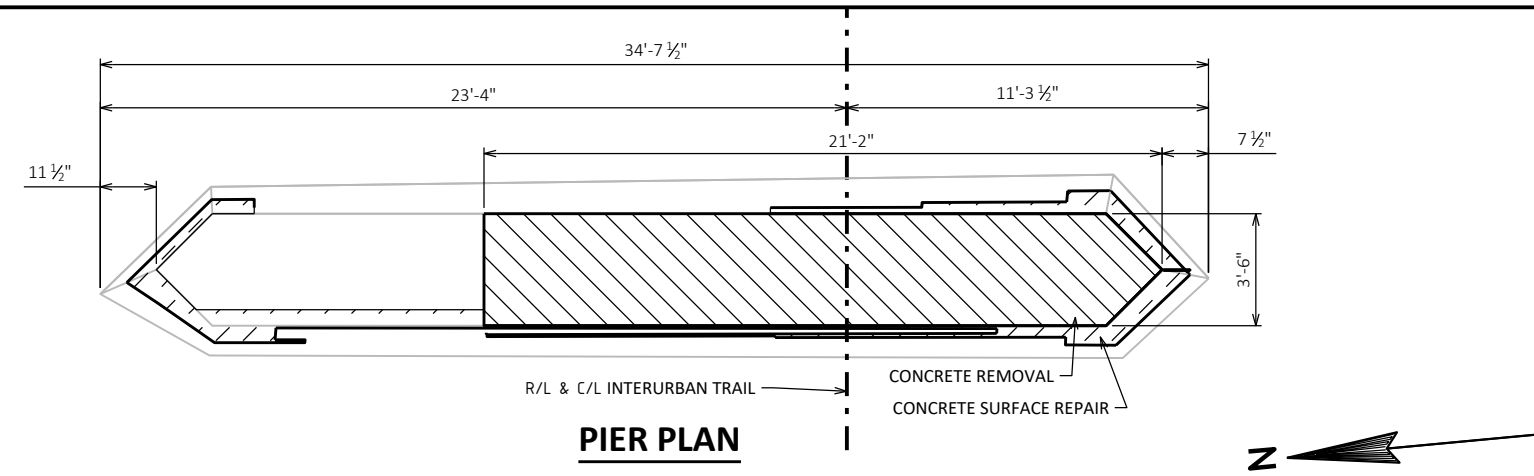 34'-7 ½"
23'-4"
11'-3 ½"
21'-2"
7 ½"
11 ½"
3'-6"
R/L & C/L INTERURBAN TRAIL
CONCRETE REMOVAL
CONCRETE SURFACE REPAIR
PIER PLAN
N